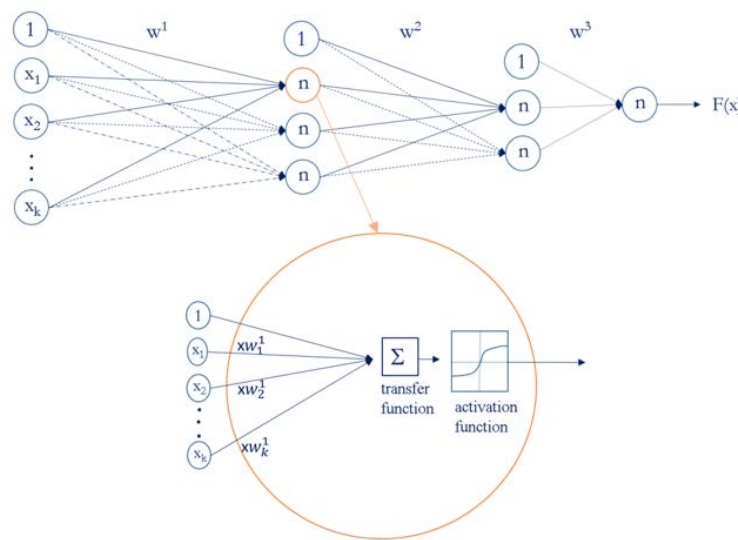 w¹ w² w³
1
x₁
x₂
xₖ
1
n
n
n
1
n
n
n
F(x
1
x₁
x₂
xₖ
xw₁¹
xw₂¹
xwₖ¹
Σ
transfer
function
activation
function